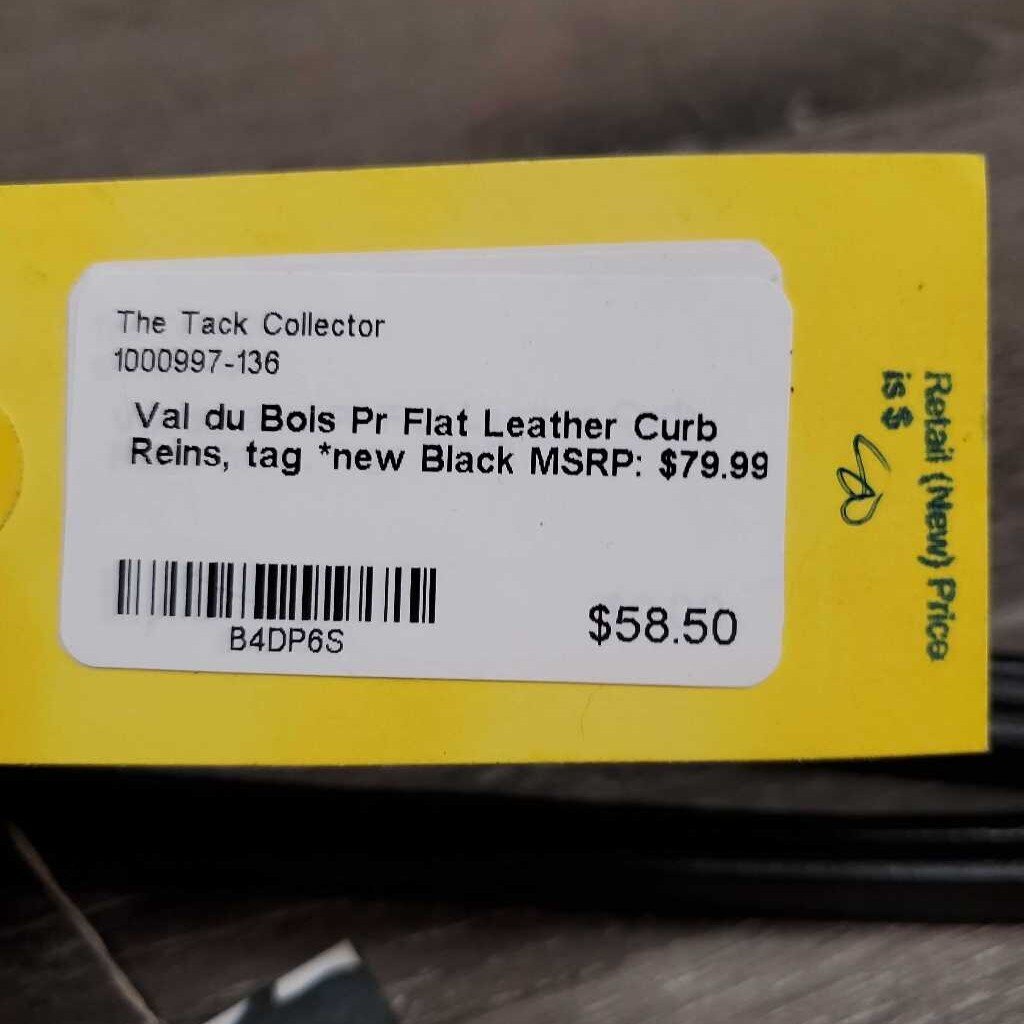 The Tack Collector
1000997-136
Val du Bois Pr Flat Leather Curb
Reins, tag *new Black MSRP: $79.99
B4DP6S
$58.50
Retail (New) Price
is $